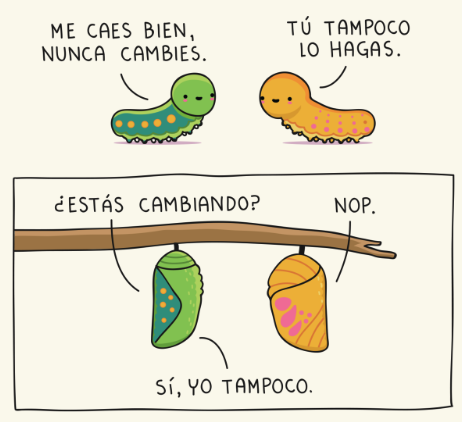 ME CAES BIEN,
NUNCA CAMBIES.
TÚ TAMPOCO
LO HAGAS.
¿ESTÁS CAMBIANDO?
NOP.
SÍ, YO TAMPOCO.